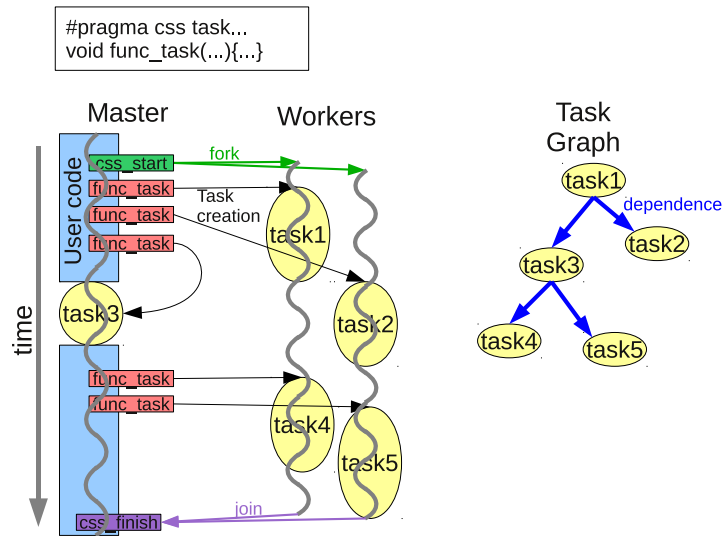 #pragma css task...
void func_task(...){...}
Master
Workers
Task
Graph
time
User code
css_start
fork
func_task
Task
creation
func_task
func_task
task1
task3
task2
func_task
func_task
task4
task5
css_finish
join
task1
dependence
task2
task3
task4
task5